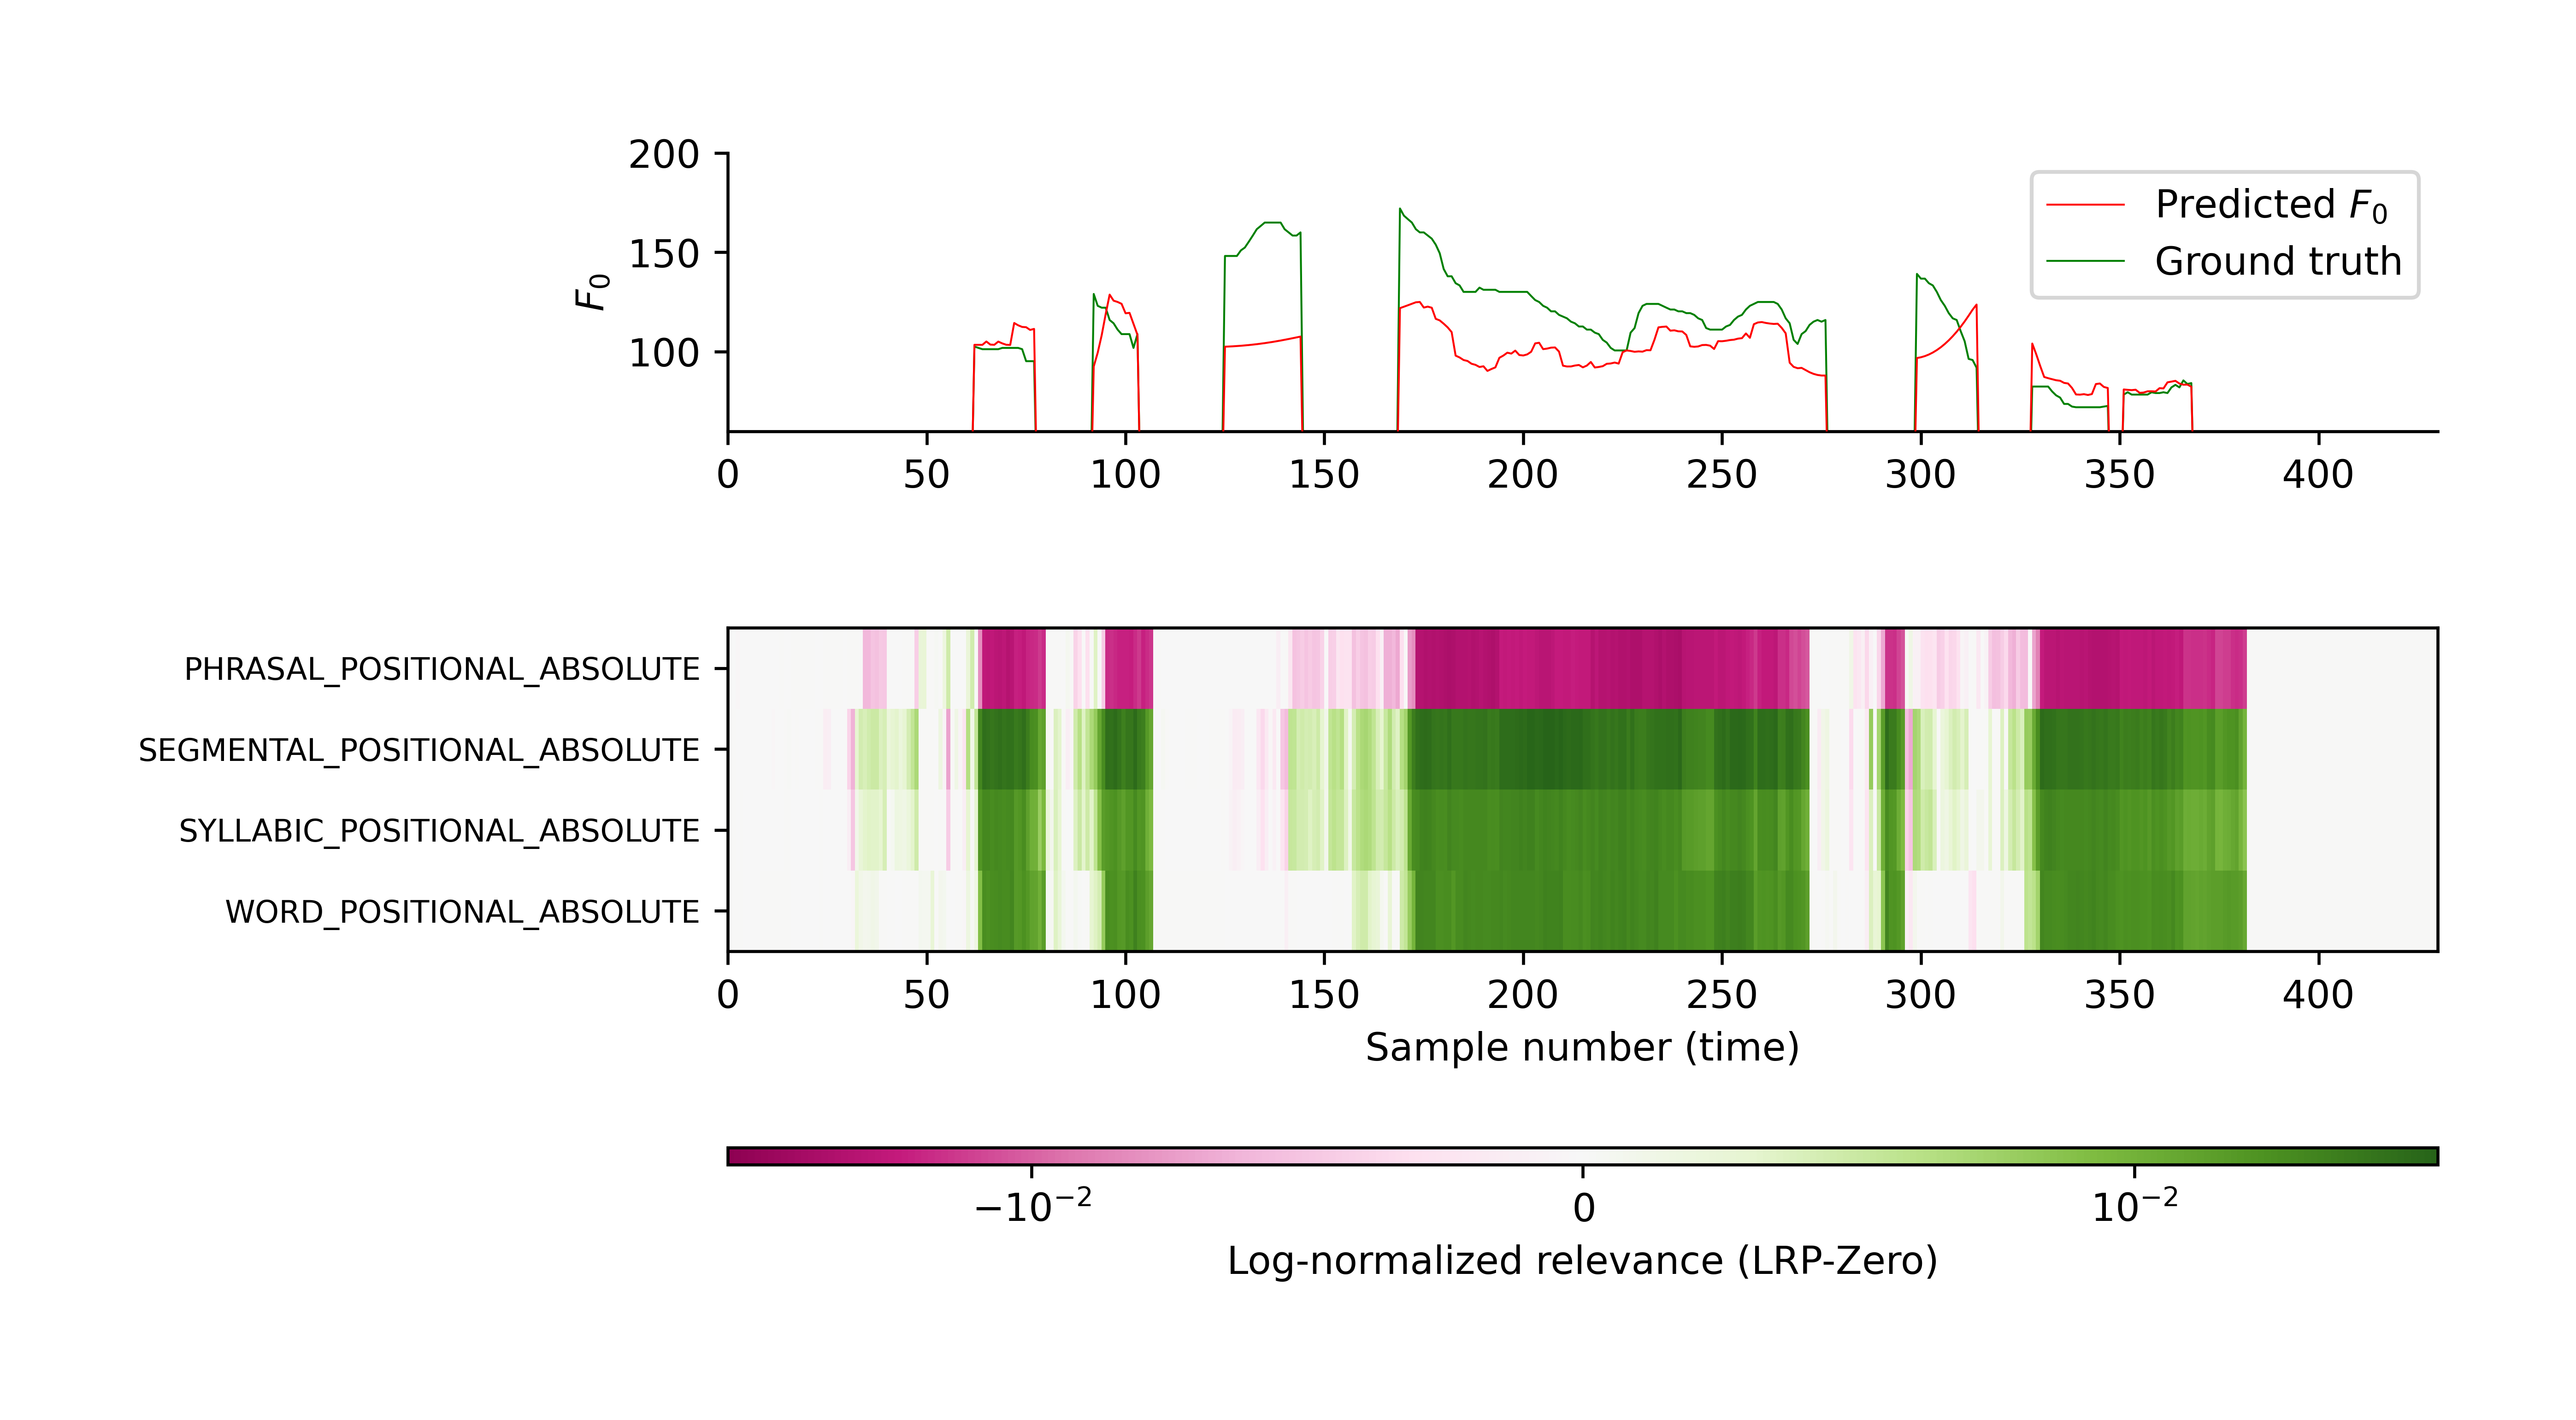 200
150
100
F0
Predicted F0
Ground truth
0 50 100 150 200 250 300 350 400
PHRASAL_POSITIONAL_ABSOLUTE
SEGMENTAL_POSITIONAL_ABSOLUTE
SYLLABIC_POSITIONAL_ABSOLUTE
WORD_POSITIONAL_ABSOLUTE
0 50 100 150 200 250 300 350 400
Sample number (time)
−10⁻² 0 10⁻²
Log-normalized relevance (LRP-Zero)